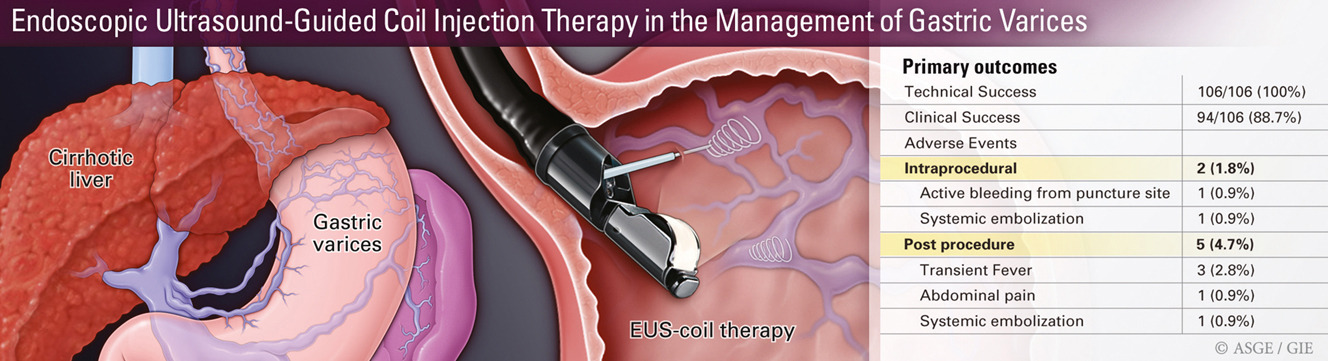 Endoscopic Ultrasound-Guided Coil Injection Therapy in the Management of Gastric Varices
Cirrhotic
liver
Gastric
varices
EUS-coil therapy
Primary outcomes
Technical Success 106/106 (100%)
Clinical Success 94/106 (88.7%)
Adverse Events
Intraprocedural 2 (1.8%)
Active bleeding from puncture site 1 (0.9%)
Systemic embolization 1 (0.9%)
Post procedure 5 (4.7%)
Transient Fever 3 (2.8%)
Abdominal pain 1 (0.9%)
Systemic embolization 1 (0.9%)
© ASGE / GIE